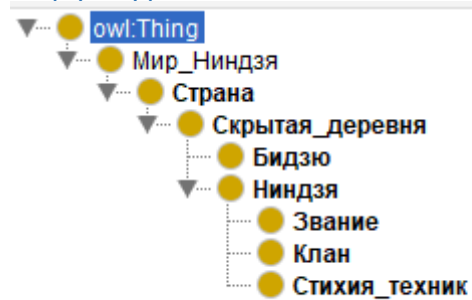 owl:Thing
Мир_Ниндзя
Страна
Скрытая_деревня
Бидзю
Ниндзя
Звание
Клан
Стихия_техник